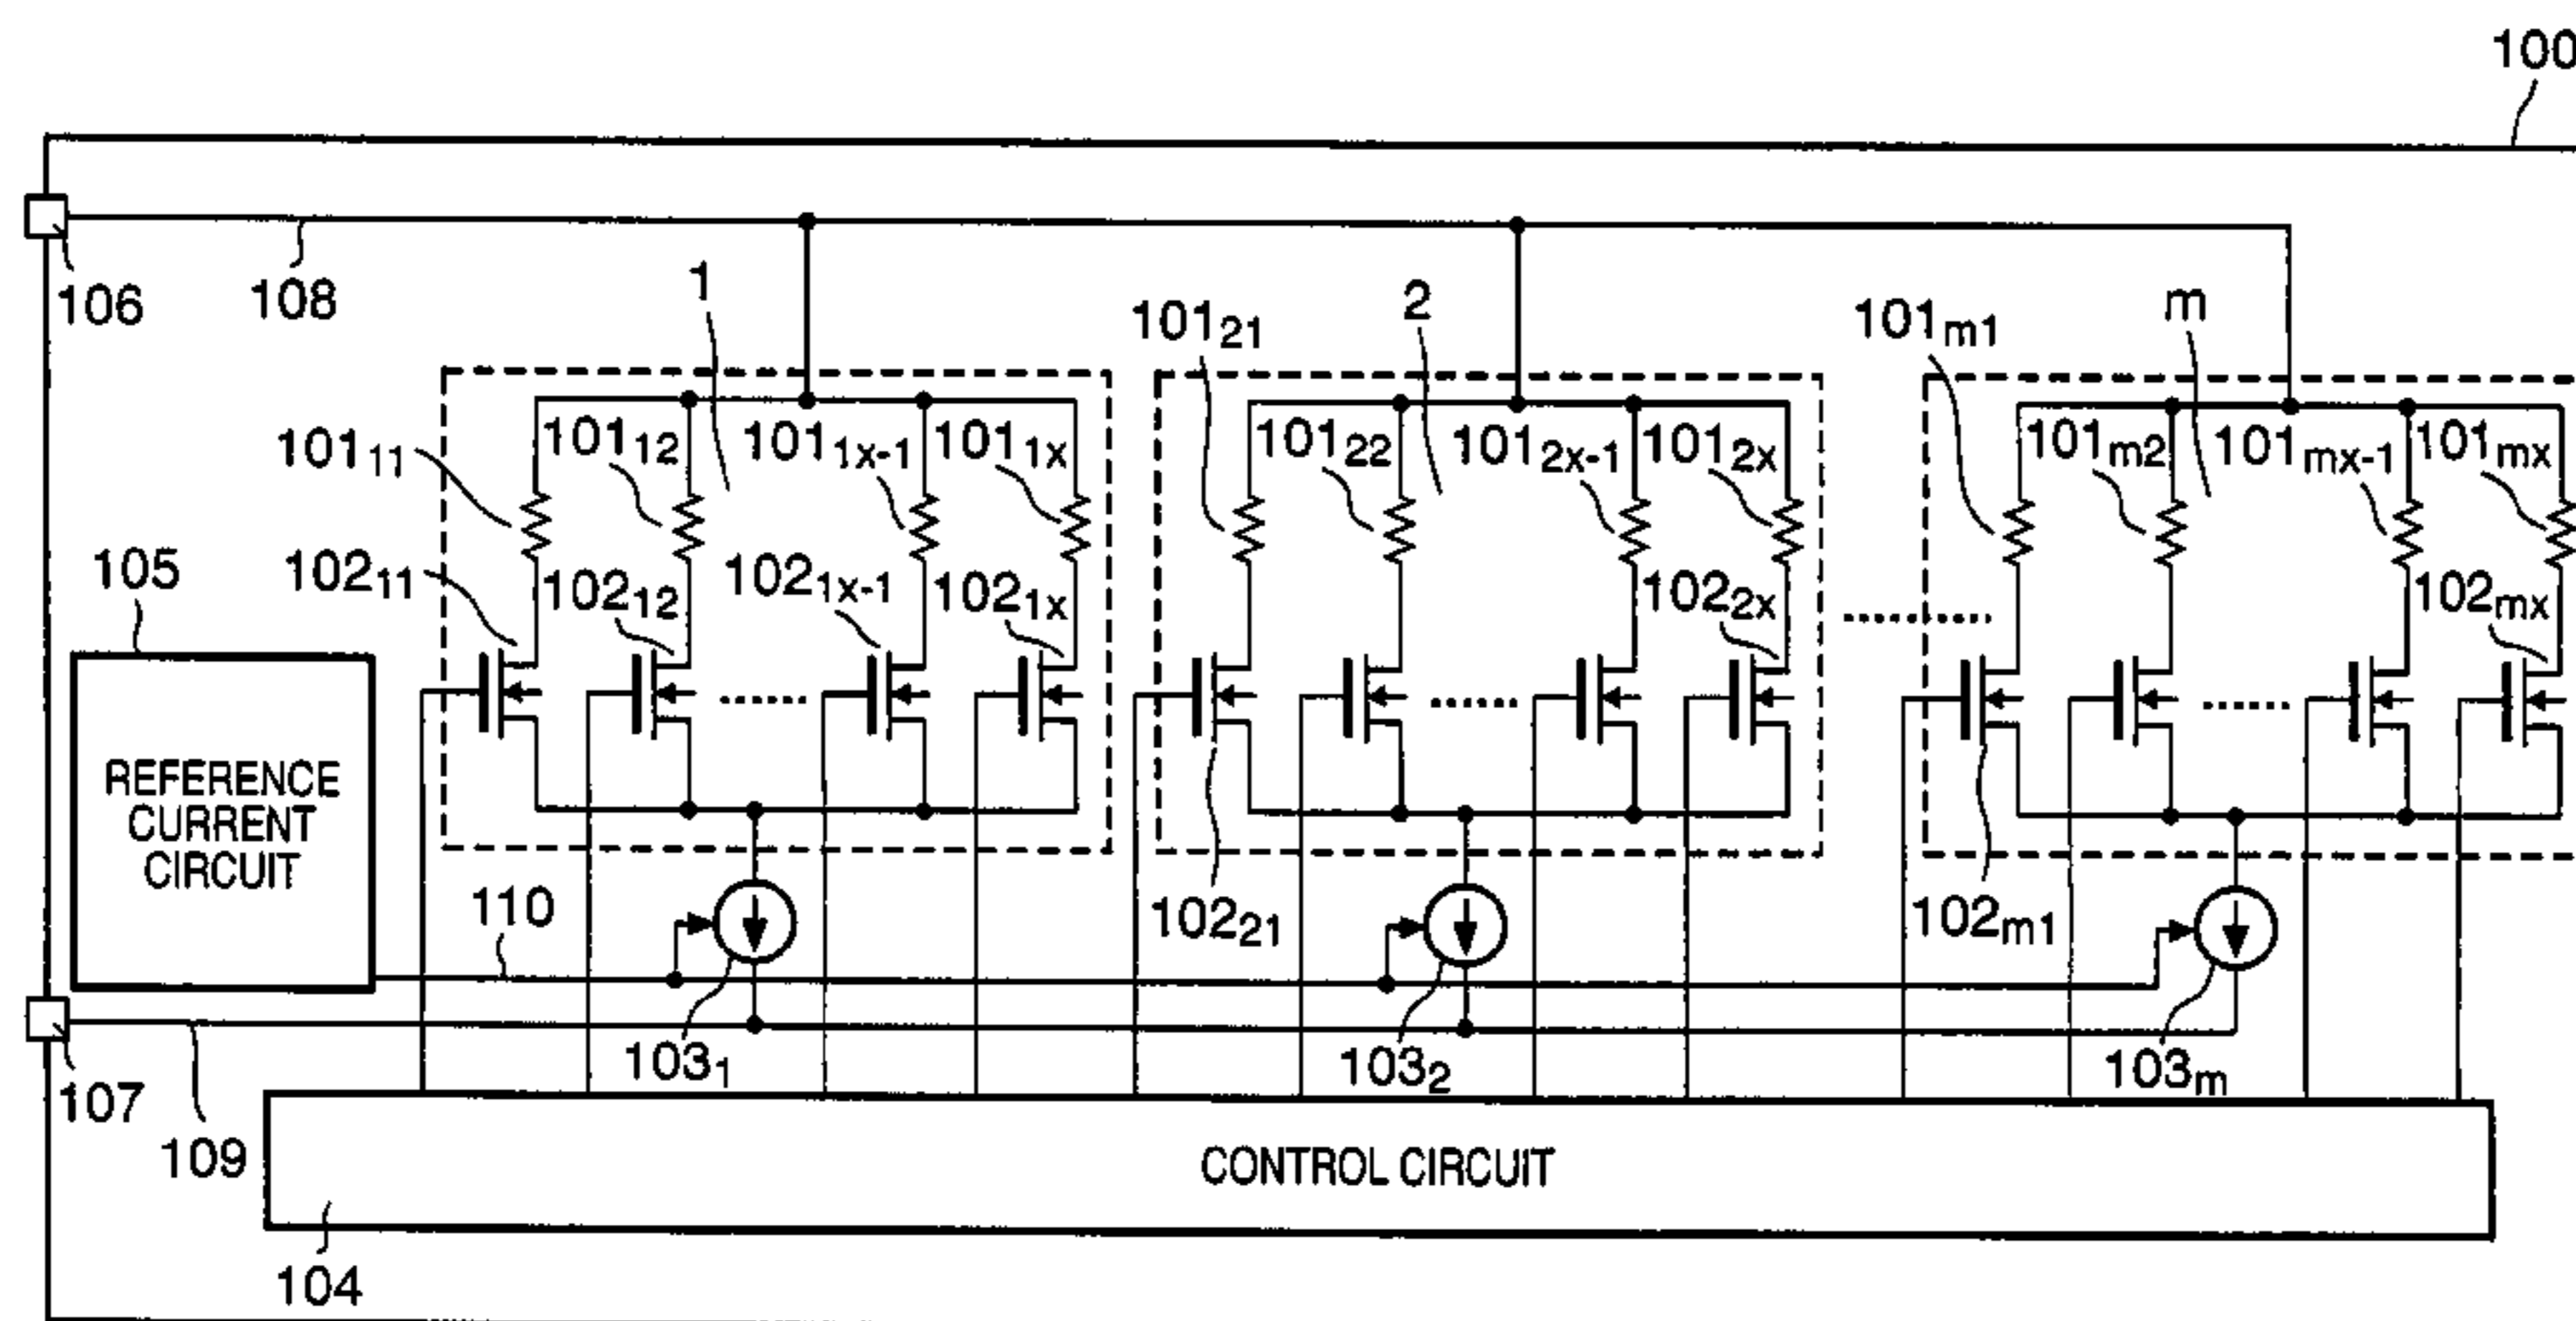 100
106
108
1
101₂₁
2
101ₘ₁
m
101₁₁
101₁₂
101₁ₓ₋₁
101₁ₓ
101₂₂
101₂ₓ₋₁
101₂ₓ
101ₘ₂
101ₘₓ₋₁
101ₘₓ
105
102₁₁
102₁₂
102₁ₓ₋₁
102₁ₓ
102₂ₓ
102ₘₓ
REFERENCE
CURRENT
CIRCUIT
110
102₂₁
102ₘ₁
103₁
103₂
103ₘ
107
109
CONTROL CIRCUIT
104